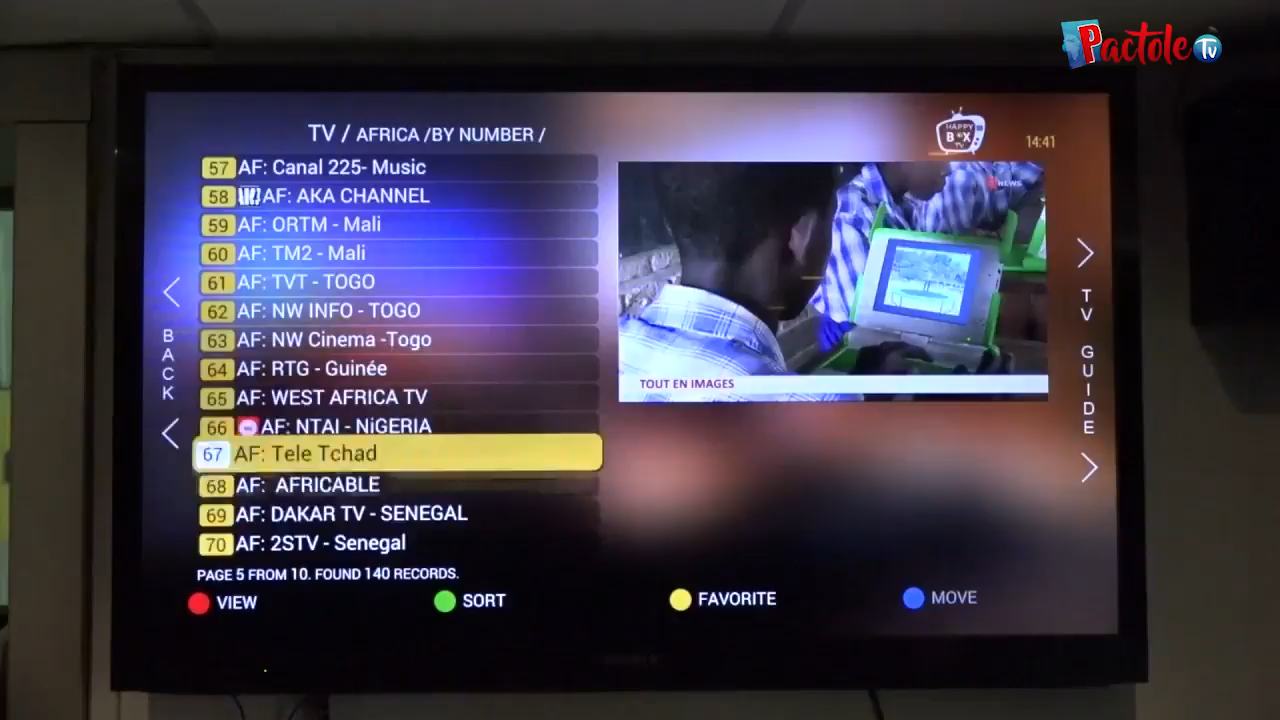 Pactole TV
TV / AFRICA /BY NUMBER /
HAPPY
BOX
TV
14:41
57 AF: Canal 225- Music
58 AF: AKA CHANNEL
59 AF: ORTM - Mali
60 AF: TM2 - Mali
61 AF: TVT - TOGO
62 AF: NW INFO - TOGO
63 AF: NW Cinema -Togo
64 AF: RTG - Guinée
65 AF: WEST AFRICA TV
66 AF: NTAI - NiGERIA
67 AF: Tele Tchad
68 AF: AFRICABLE
69 AF: DAKAR TV - SENEGAL
70 AF: 2STV - Senegal
PAGE 5 FROM 10. FOUND 140 RECORDS.
VIEW
SORT
FAVORITE
MOVE
BACK
NEWS
TOUT EN IMAGES
TV GUIDE